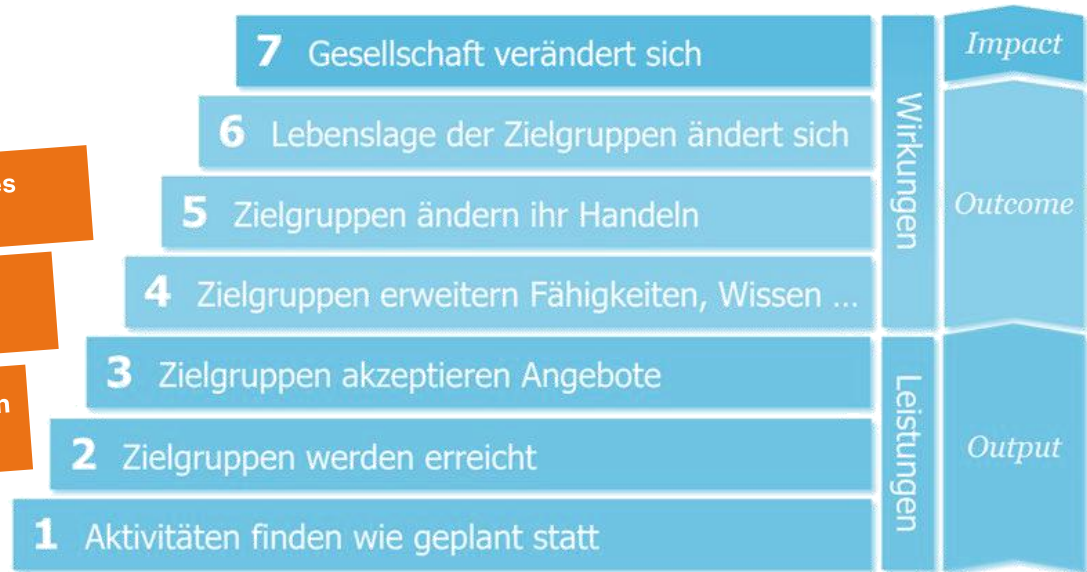 7 Gesellschaft verändert sich
6 Lebenslage der Zielgruppen ändert sich
5 Zielgruppen ändern ihr Handeln
4 Zielgruppen erweitern Fähigkeiten, Wissen ...
3 Zielgruppen akzeptieren Angebote
2 Zielgruppen werden erreicht
1 Aktivitäten finden wie geplant statt
Wirkungen
Leistungen
Impact
Outcome
Output